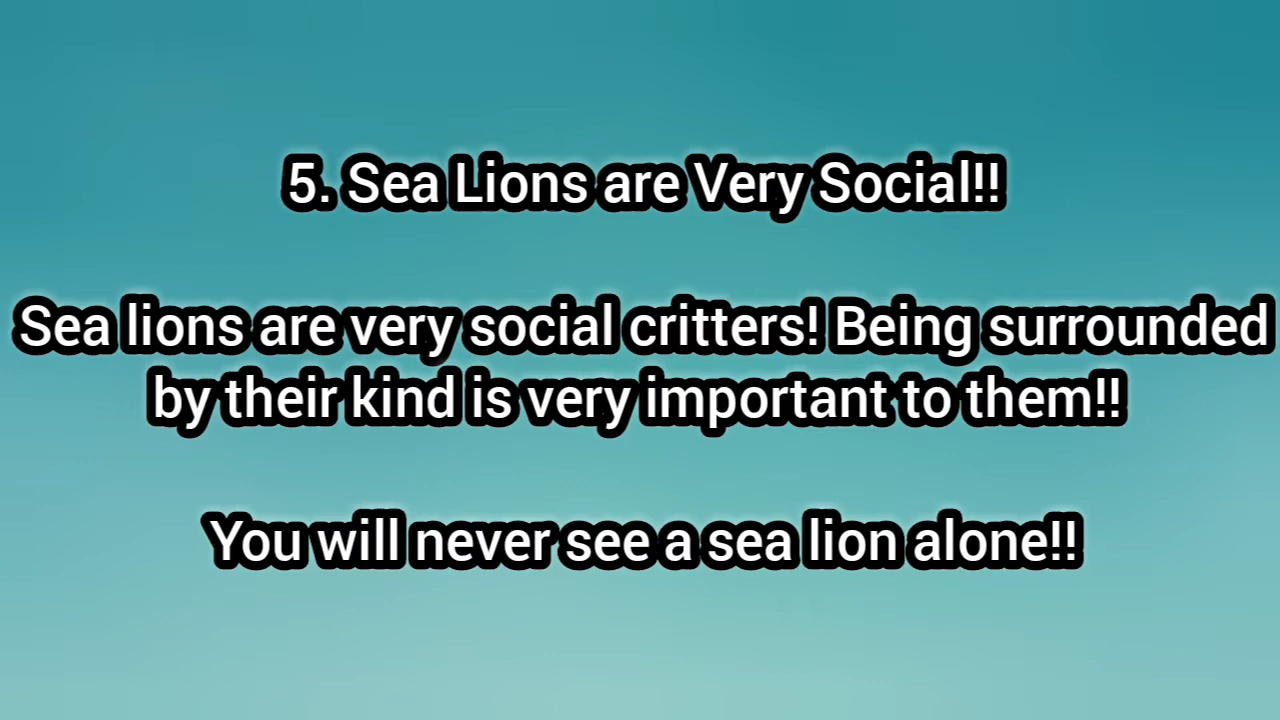 5. Sea Lions are Very Social!!
Sea lions are very social critters! Being surrounded
by their kind is very important to them!!
You will never see a sea lion alone!!